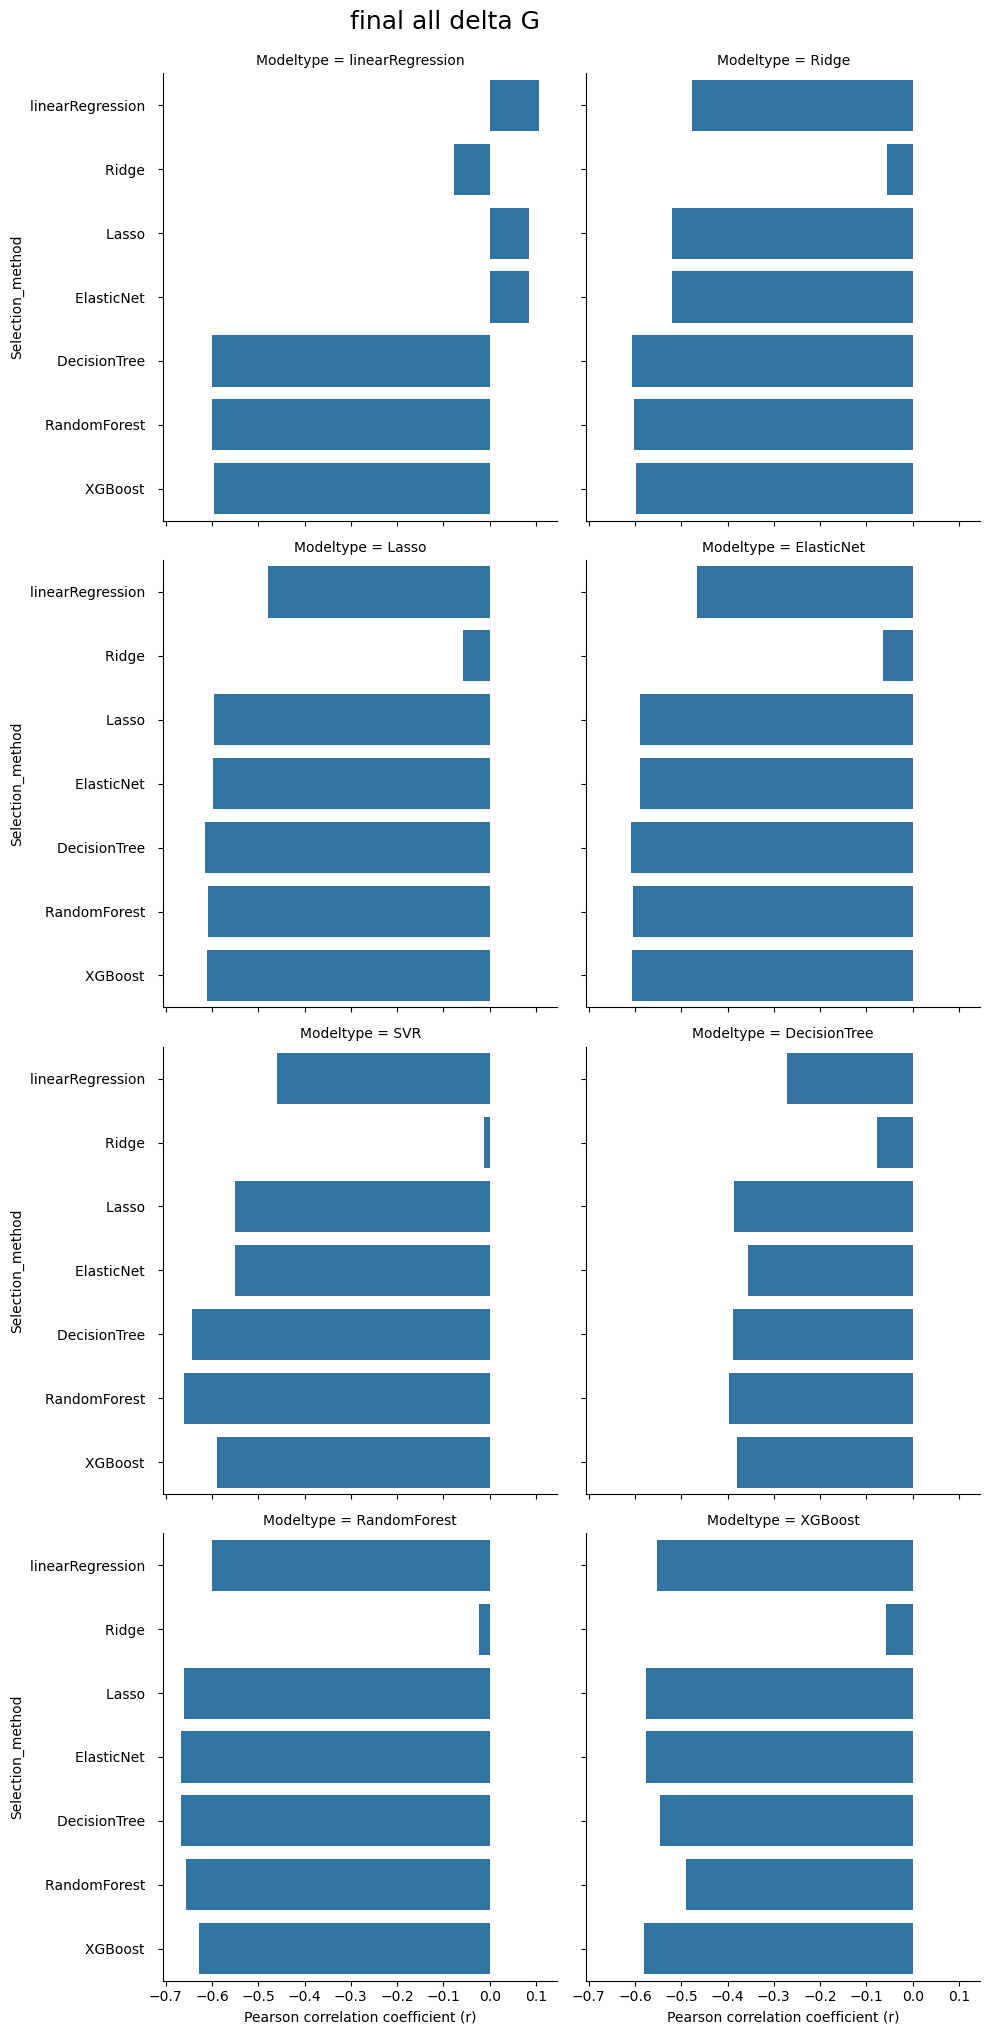 final all delta G
Modeltype = linearRegression
Modeltype = Ridge
linearRegression
Ridge
Lasso
ElasticNet
DecisionTree
RandomForest
XGBoost
Selection_method
Modeltype = Lasso
Modeltype = ElasticNet
linearRegression
Ridge
Lasso
ElasticNet
DecisionTree
RandomForest
XGBoost
Selection_method
Modeltype = SVR
Modeltype = DecisionTree
linearRegression
Ridge
Lasso
ElasticNet
DecisionTree
RandomForest
XGBoost
Selection_method
Modeltype = RandomForest
Modeltype = XGBoost
linearRegression
Ridge
Lasso
ElasticNet
DecisionTree
RandomForest
XGBoost
Selection_method
−0.7 −0.6 −0.5 −0.4 −0.3 −0.2 −0.1 0.0 0.1
−0.7 −0.6 −0.5 −0.4 −0.3 −0.2 −0.1 0.0 0.1
Pearson correlation coefficient (r)
Pearson correlation coefficient (r)